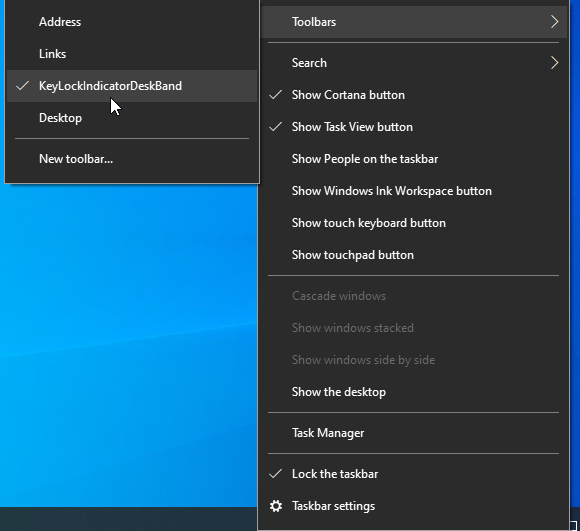 Address
Links
KeyLockIndicatorDeskBand
Desktop
New toolbar...
Toolbars
Search
Show Cortana button
Show Task View button
Show People on the taskbar
Show Windows Ink Workspace button
Show touch keyboard button
Show touchpad button
Cascade windows
Show windows stacked
Show windows side by side
Show the desktop
Task Manager
Lock the taskbar
Taskbar settings